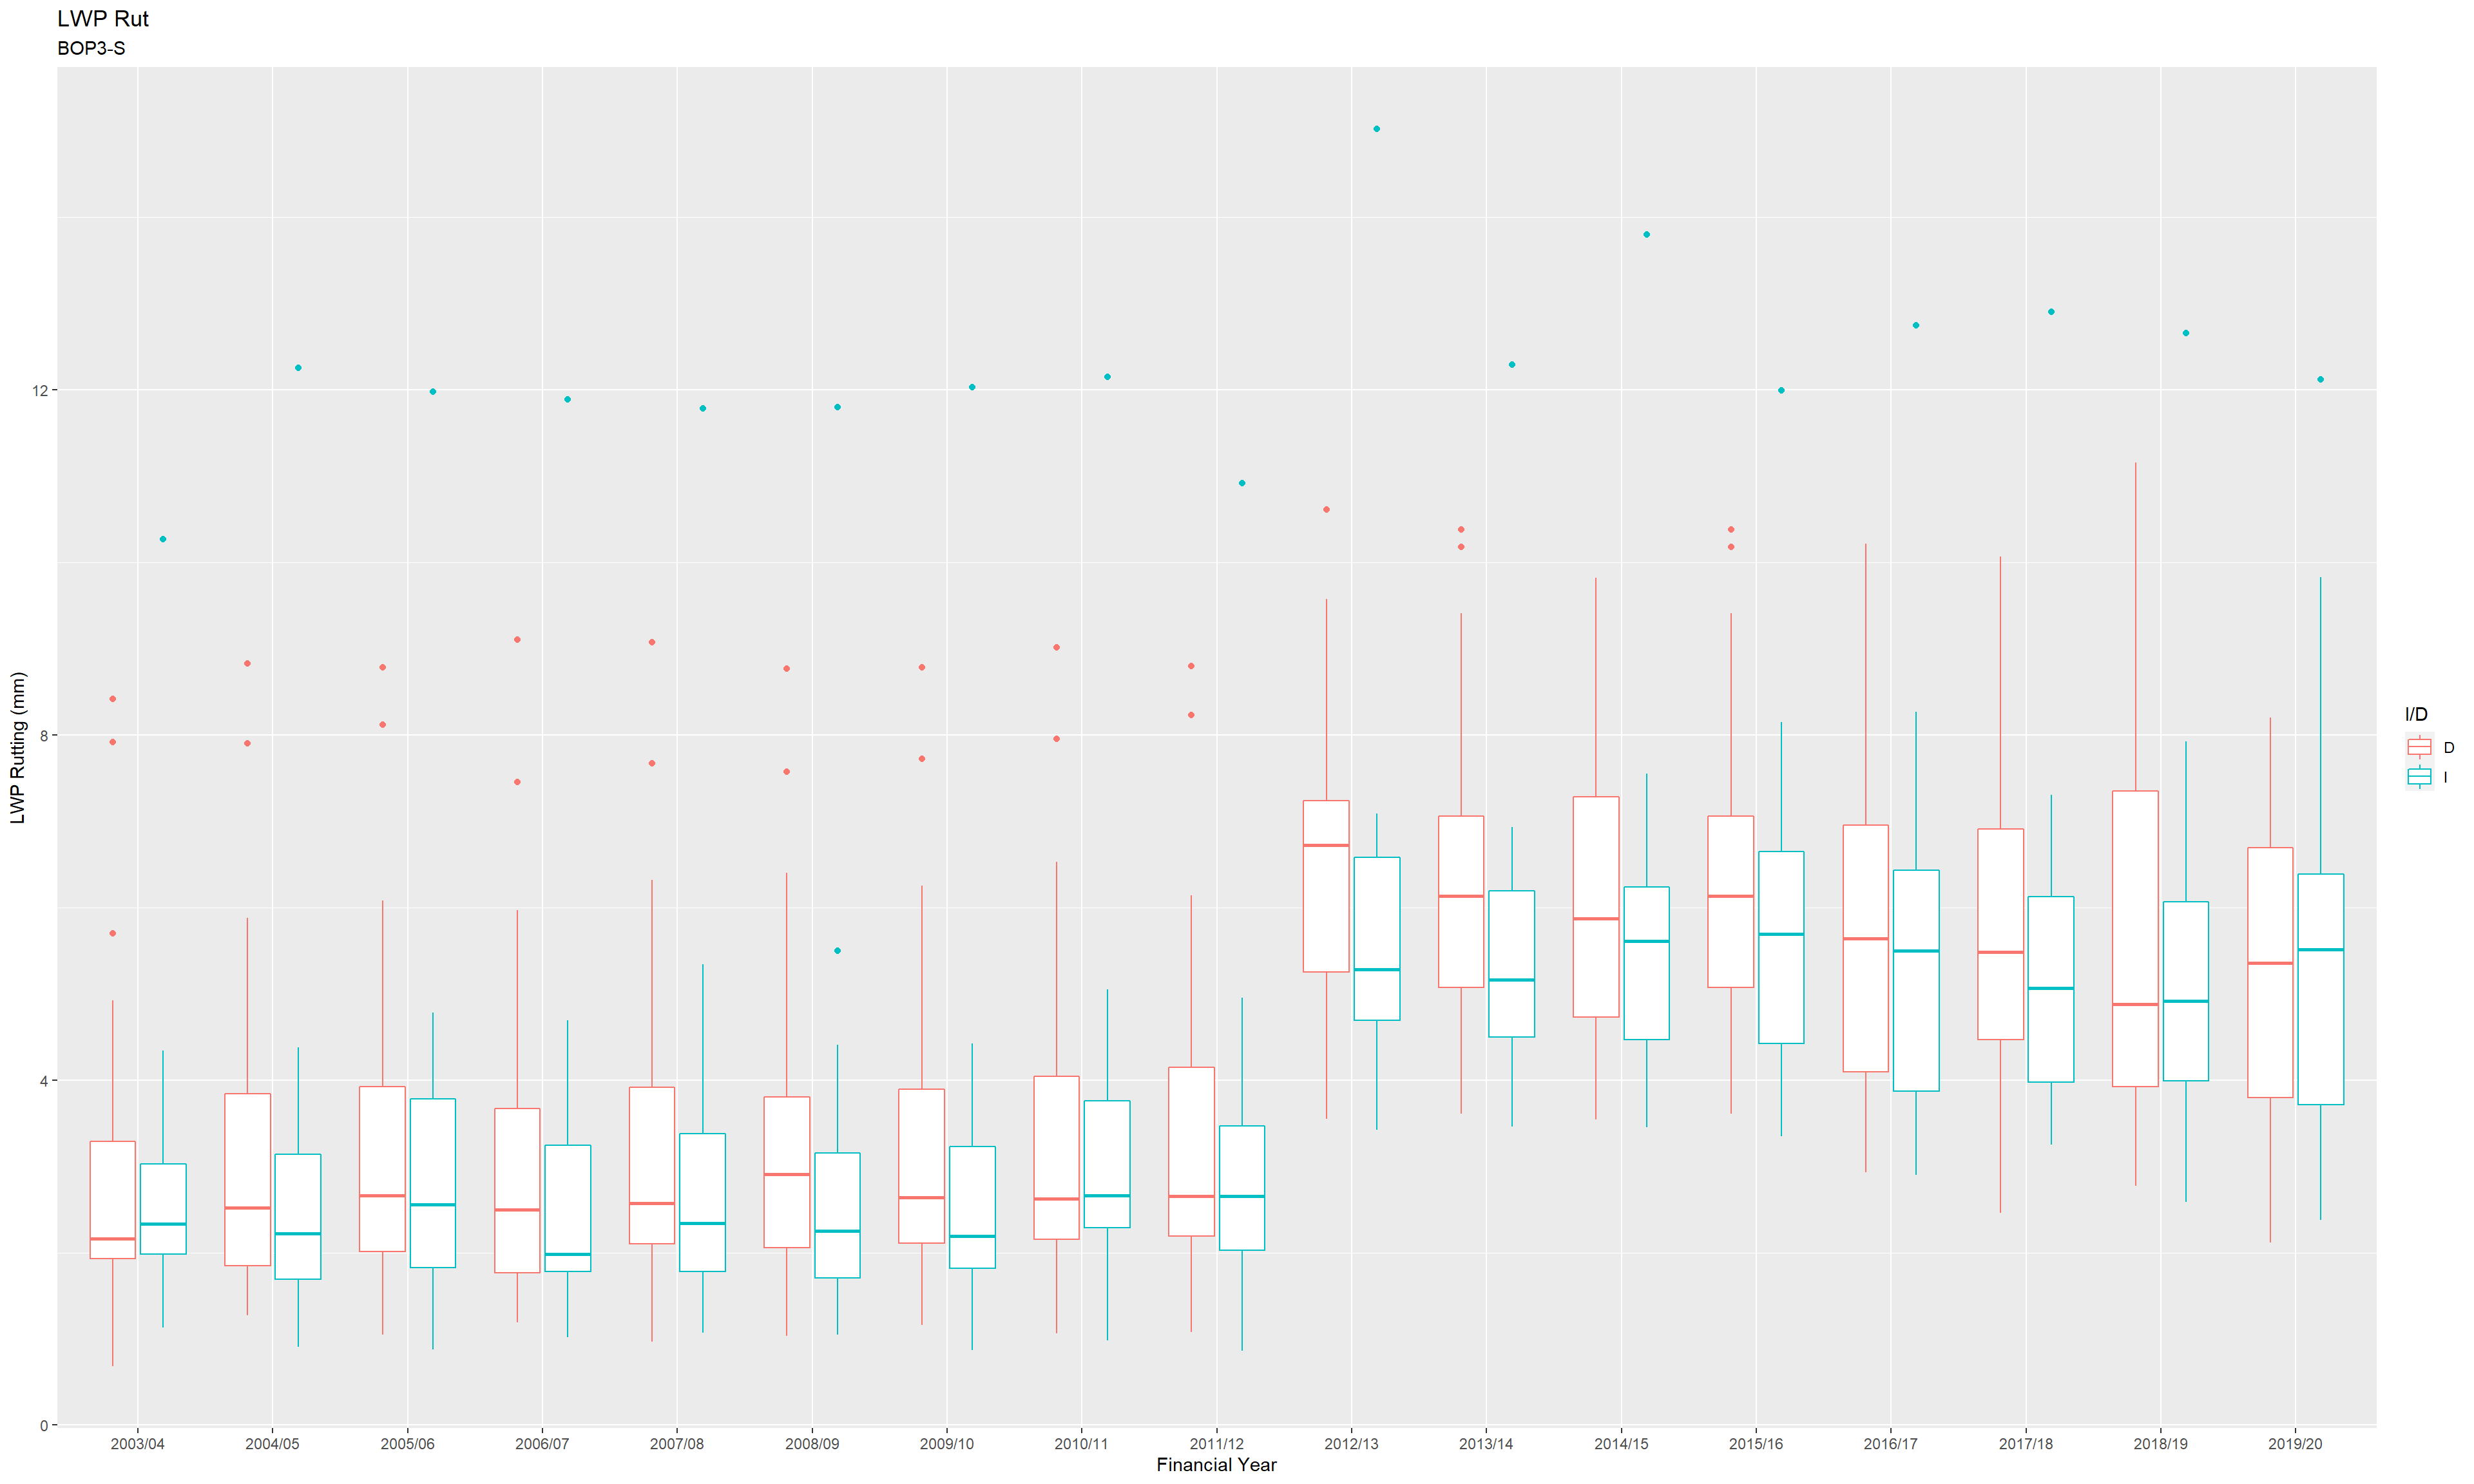 LWP Rut
BOP3-S
LWP Rutting (mm)
12
8
4
0
2003/04 2004/05 2005/06 2006/07 2007/08 2008/09 2009/10 2010/11 2011/12 2012/13 2013/14 2014/15 2015/16 2016/17 2017/18 2018/19 2019/20
Financial Year
I/D
D
I